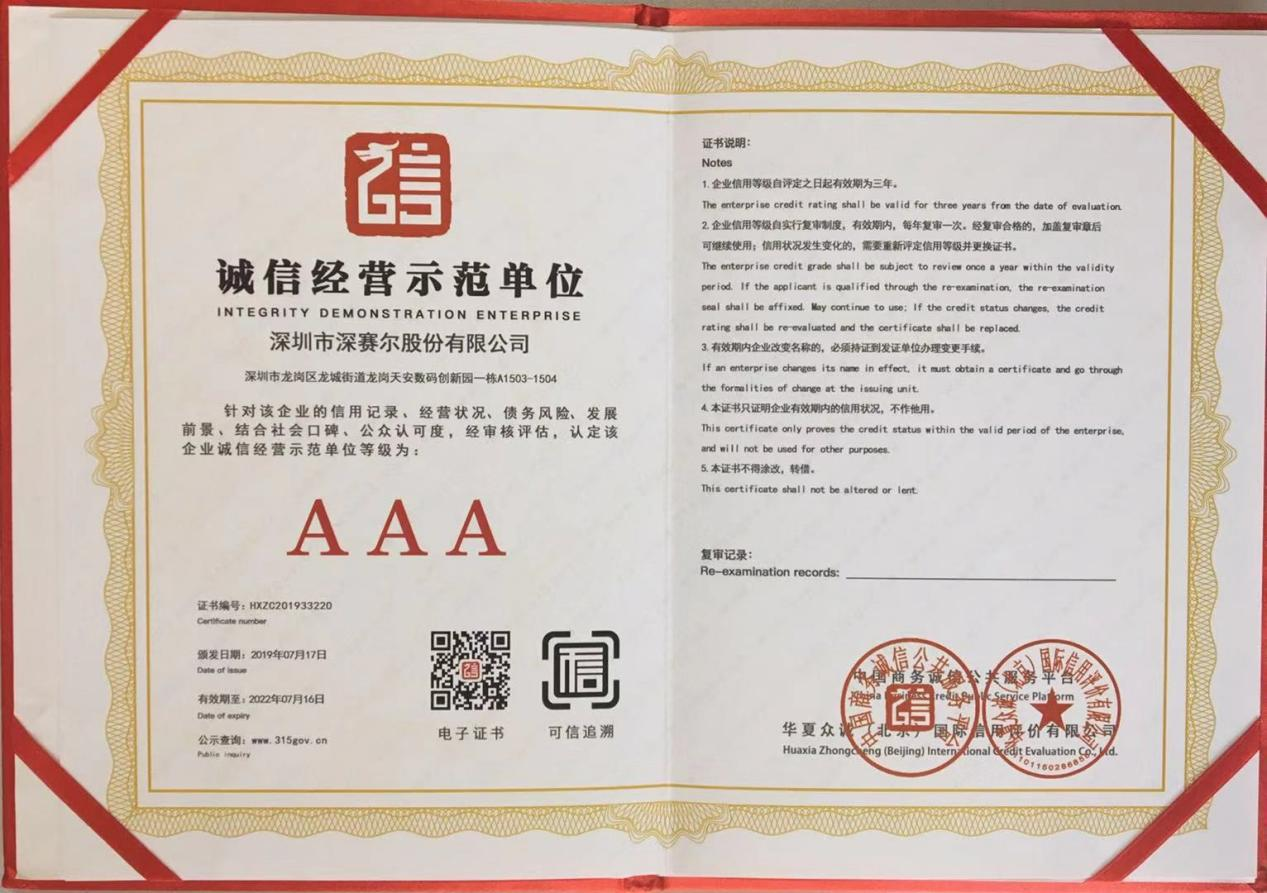 诚信经营示范单位
INTEGRITY DEMONSTRATION ENTERPRISE
深圳市深赛尔股份有限公司
深圳市龙岗区龙城街道龙岗天安数码创新园一栋A1503-1504
针对该企业的信用记录、经营状况、债务风险、发展
前景、结合社会口碑、公众认可度，经审核评估，认定该
企业诚信经营示范单位等级为：
AAA
证书编号：HXZC201933220
Certificate number
颁发日期：2019年07月17日
Date of issue
有效期至：2022年07月16日
Date of expiry
公示查询：www.315gov.cn
Public inquiry
电子证书
信
可信追溯
证书说明：
Notes
1.企业信用等级自评定之日起有效期为三年。
The enterprise credit rating shall be valid for three years from the date of evaluation.
2.企业信用等级自实行复审制度，有效期内，每年复审一次。经复审合格的，加盖复审章后
可继续使用；信用状况发生变化的，需要重新评定信用等级并更换证书。
The enterprise credit grade shall be subject to review once a year within the validity
period. If the applicant is qualified through the re-examination, the re-examination
seal shall be affixed. May continue to use; If the credit status changes, the credit
rating shall be re-evaluated and the certificate shall be replaced.
3.有效期内企业改变名称的，必须持证到发证单位办理变更手续。
If an enterprise changes its name in effect, it must obtain a certificate and go through
the formalities of change at the issuing unit.
4.本证书只证明企业有效期内的信用状况，不作他用。
This certificate only proves the credit status within the valid period of the enterprise,
and will not be used for other purposes.
5.本证书不得涂改，转借。
This certificate shall not be altered or lent.
复审记录：
Re-examination records:
中国商务诚信公共服务平台
China Business Credit Public Service Platform
华夏众诚（北京）国际信用评价有限公司
Huaxia Zhongcheng (Beijing) International Credit Evaluation Co., Ltd.